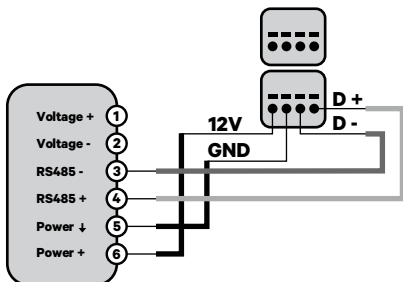 D +
12V
D -
GND
Voltage + 1
Voltage - 2
RS485 - 3
RS485 + 4
Power ↓ 5
Power + 6